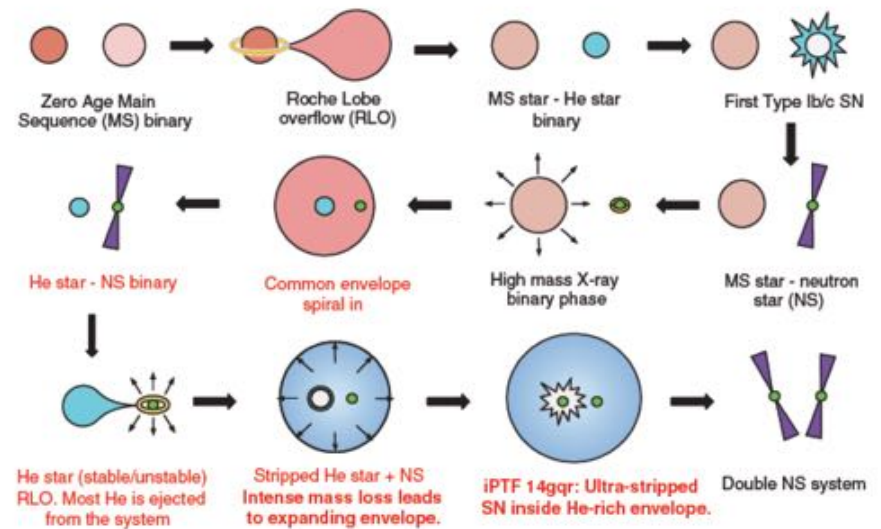 Zero Age Main
Sequence (MS) binary
Roche Lobe
overflow (RLO)
MS star - He star
binary
First Type Ib/c SN
He star - NS binary
Common envelope
spiral in
High mass X-ray
binary phase
MS star - neutron
star (NS)
He star (stable/unstable)
RLO. Most He is ejected
from the system
Stripped He star + NS
Intense mass loss leads
to expanding envelope.
iPTF 14gqr: Ultra-stripped
SN inside He-rich envelope.
Double NS system